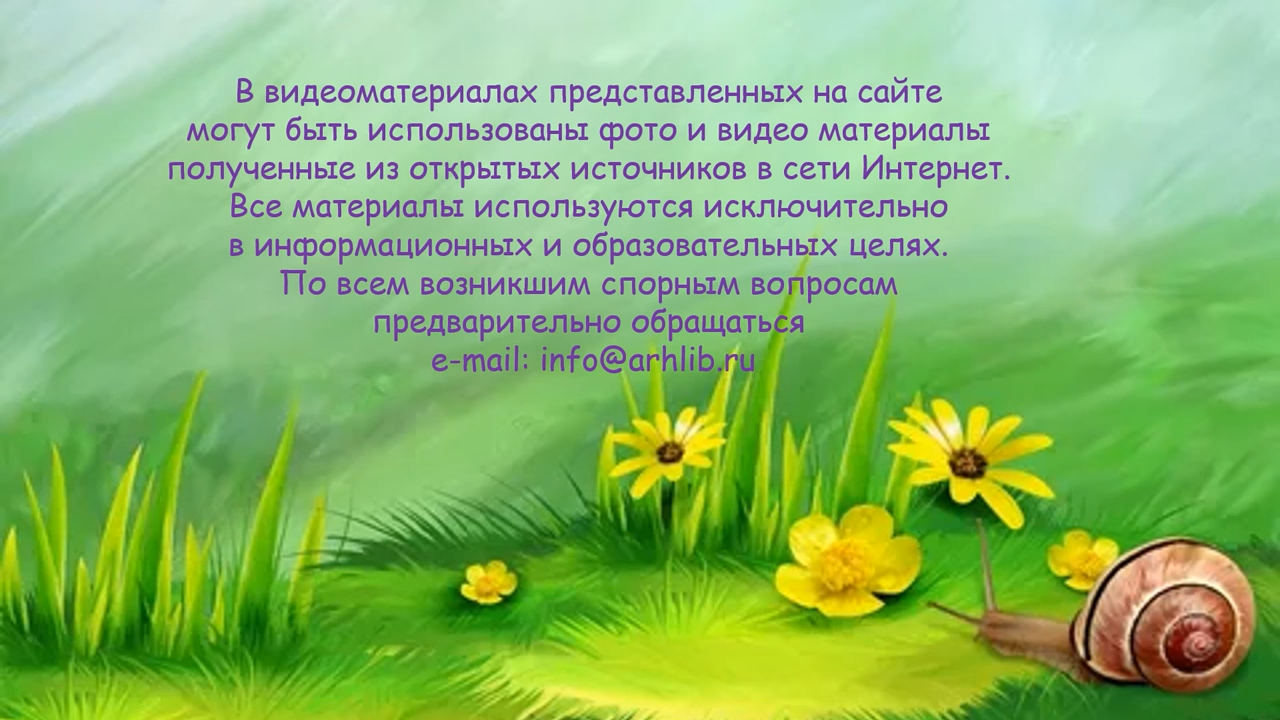 В видеоматериалах представленных на сайте
могут быть использованы фото и видео материалы
полученные из открытых источников в сети Интернет.
Все материалы используются исключительно
в информационных и образовательных целях.
По всем возникшим спорным вопросам
предварительно обращаться
e-mail: info@arhlib.ru